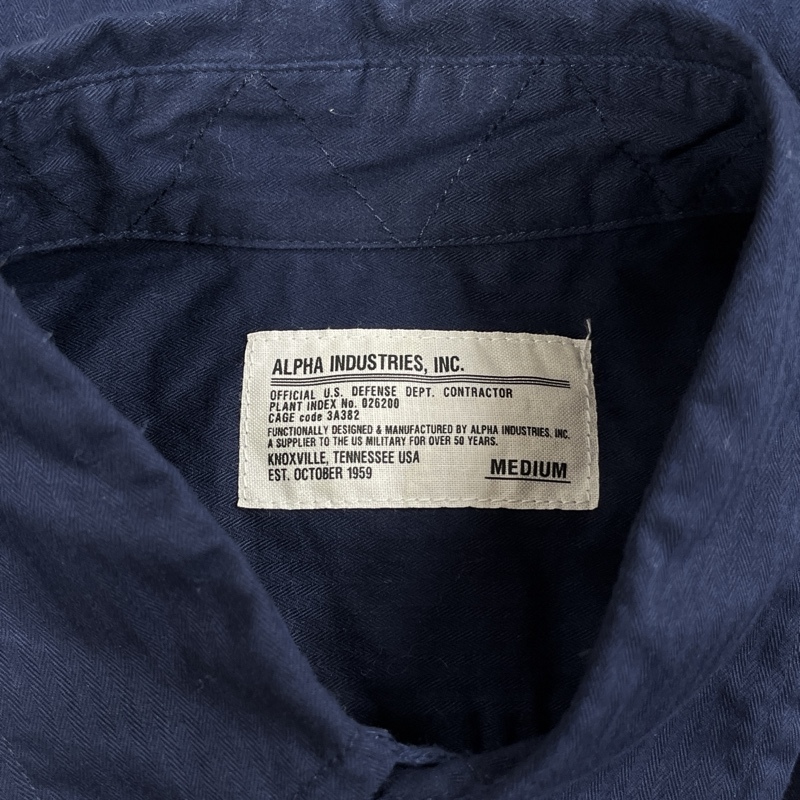 ALPHA INDUSTRIES, INC.
OFFICIAL U.S. DEFENSE DEPT. CONTRACTOR
PLANT INDEX No. 026200
CAGE code 3A382
FUNCTIONALLY DESIGNED & MANUFACTURED BY ALPHA INDUSTRIES, INC.
A SUPPLIER TO THE US MILITARY FOR OVER 50 YEARS.
KNOXVILLE, TENNESSEE USA
EST. OCTOBER 1959
MEDIUM